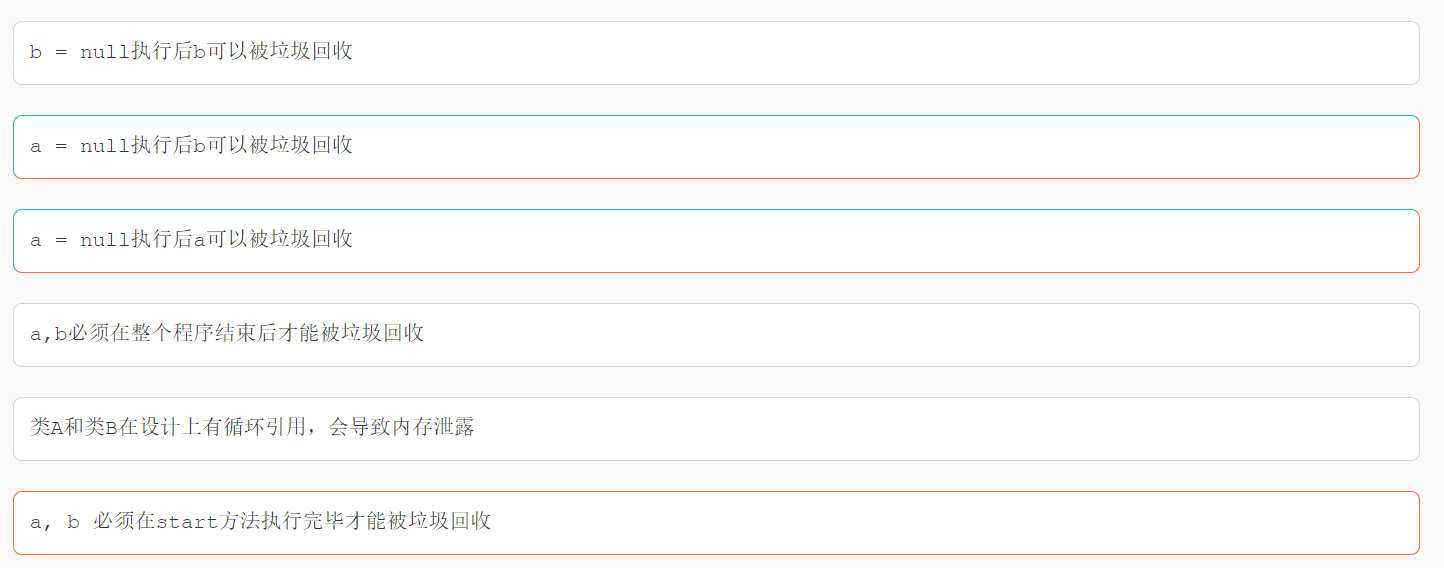 b = null执行后b可以被垃圾回收
a = null执行后b可以被垃圾回收
a = null执行后a可以被垃圾回收
a,b必须在整个程序结束后才能被垃圾回收
类A和类B在设计上有循环引用，会导致内存泄露
a, b 必须在start方法执行完毕才能被垃圾回收